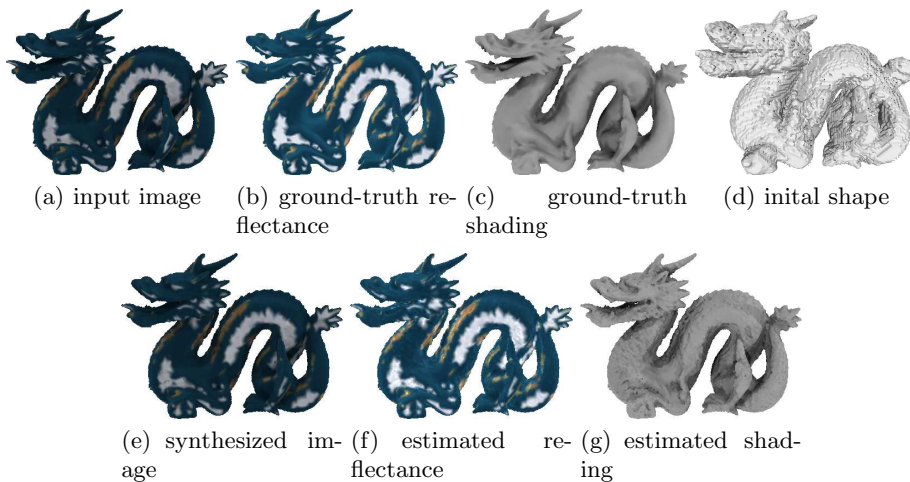 (a) input image
(b) ground-truth re-
flectance
(c) ground-truth
shading
(d) inital shape
(e) synthesized im-
age
(f) estimated re-
flectance
(g) estimated shad-
ing